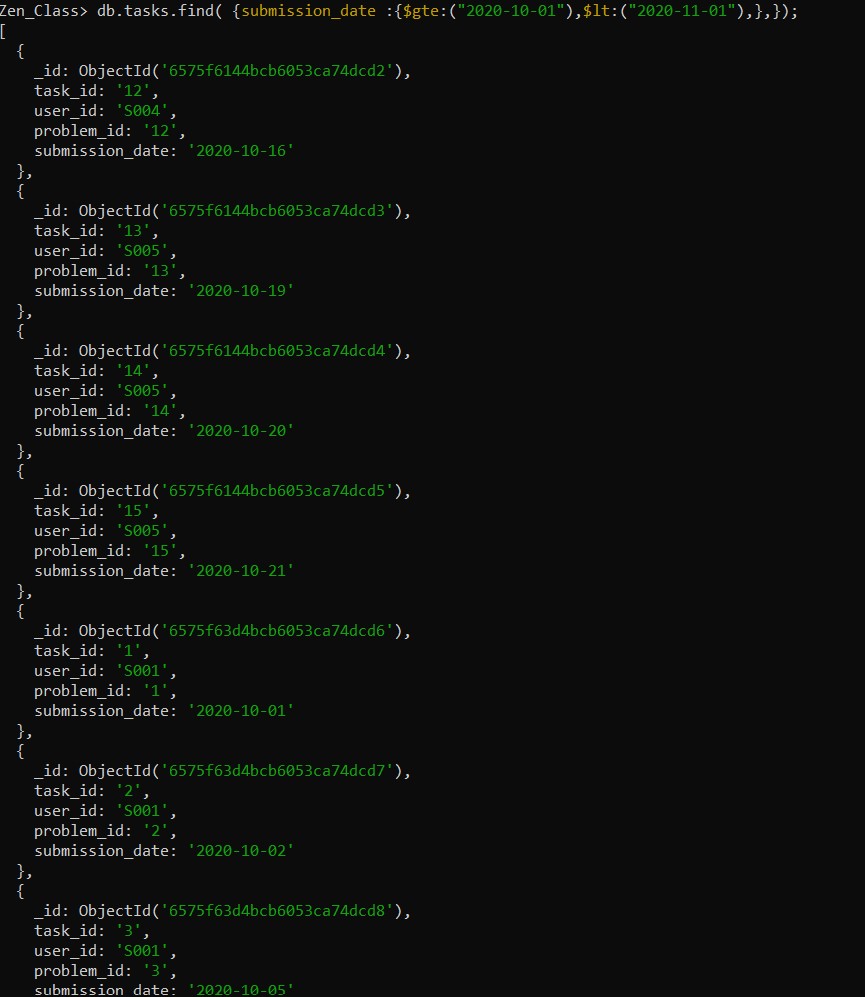 Zen_Class> db.tasks.find( {submission_date :{$gte:("2020-10-01"),$lt:("2020-11-01"),},});
[
  {
    _id: ObjectId('6575f6144bcb6053ca74dcd2'),
    task_id: '12',
    user_id: 'S004',
    problem_id: '12',
    submission_date: '2020-10-16'
  },
  {
    _id: ObjectId('6575f6144bcb6053ca74dcd3'),
    task_id: '13',
    user_id: 'S005',
    problem_id: '13',
    submission_date: '2020-10-19'
  },
  {
    _id: ObjectId('6575f6144bcb6053ca74dcd4'),
    task_id: '14',
    user_id: 'S005',
    problem_id: '14',
    submission_date: '2020-10-20'
  },
  {
    _id: ObjectId('6575f6144bcb6053ca74dcd5'),
    task_id: '15',
    user_id: 'S005',
    problem_id: '15',
    submission_date: '2020-10-21'
  },
  {
    _id: ObjectId('6575f63d4bcb6053ca74dcd6'),
    task_id: '1',
    user_id: 'S001',
    problem_id: '1',
    submission_date: '2020-10-01'
  },
  {
    _id: ObjectId('6575f63d4bcb6053ca74dcd7'),
    task_id: '2',
    user_id: 'S001',
    problem_id: '2',
    submission_date: '2020-10-02'
  },
  {
    _id: ObjectId('6575f63d4bcb6053ca74dcd8'),
    task_id: '3',
    user_id: 'S001',
    problem_id: '3',
    submission_date: '2020-10-05'